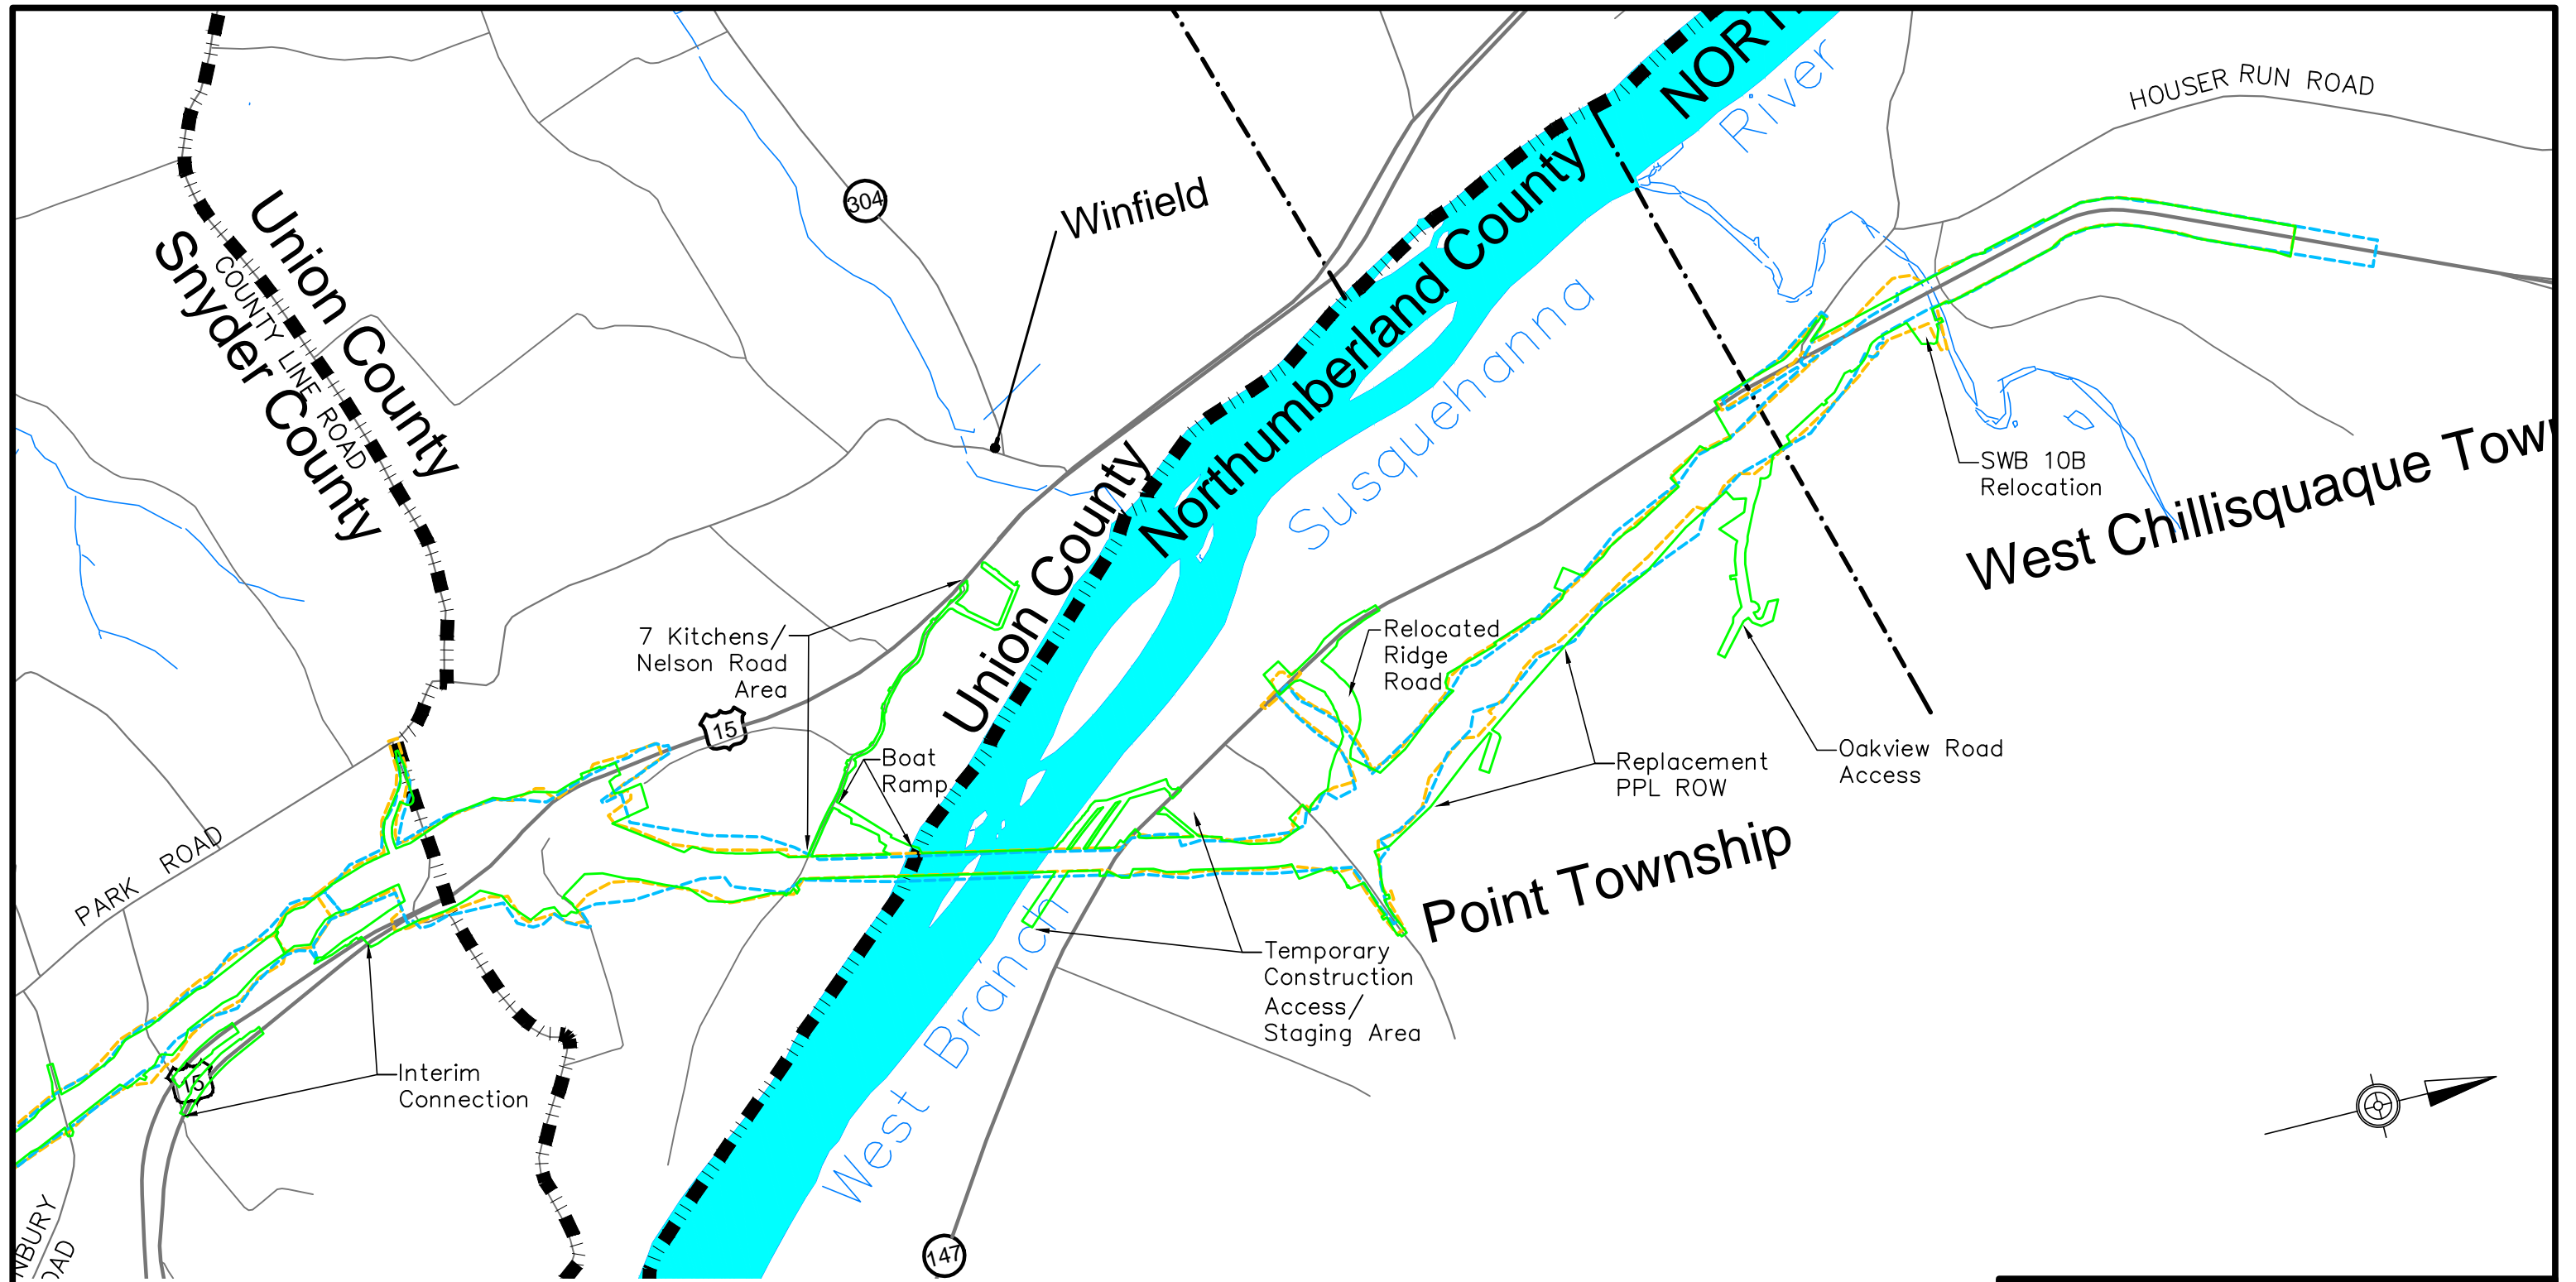 NORT
River
HOUSER RUN ROAD
304
Winfield
Union County
COUNTY LINE ROAD
Snyder County
Northumberland County
Susquehanna
Union County
SWB 10B
Relocation
West Chillisquaque Tow
7 Kitchens/
Nelson Road
Area
Relocated
Ridge
Road
15
Boat
Ramp
Replacement
PPL ROW
Oakview Road
Access
PARK ROAD
Point Township
Temporary
Construction
Access/
Staging Area
West Branch
15
Interim
Connection
NBURY
OAD
147